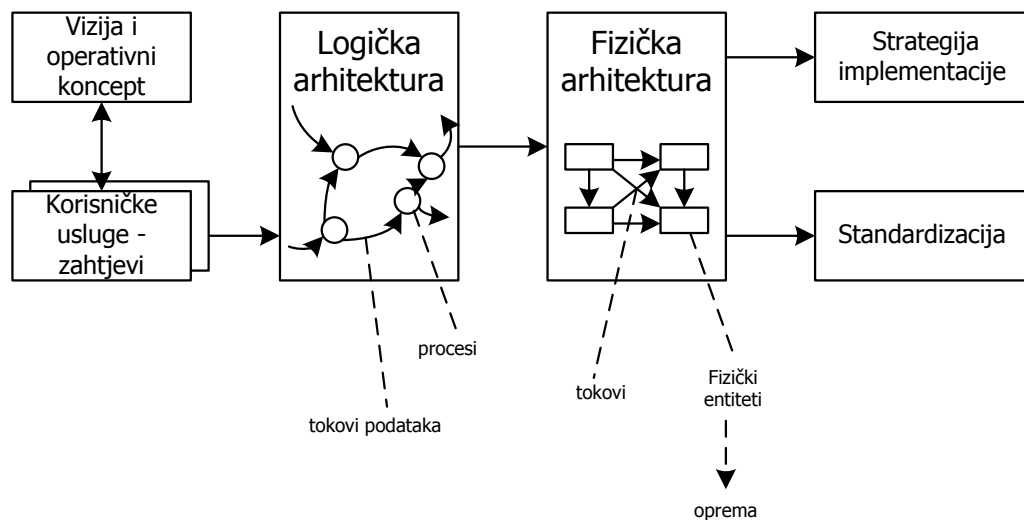 Vizija i
operativni
koncept
Korisničke
usluge -
zahtjevi
Logička
arhitektura
Fizička
arhitektura
Strategija
implementacije
Standardizacija
procesi
tokovi podataka
tokovi
Fizički
entiteti
oprema